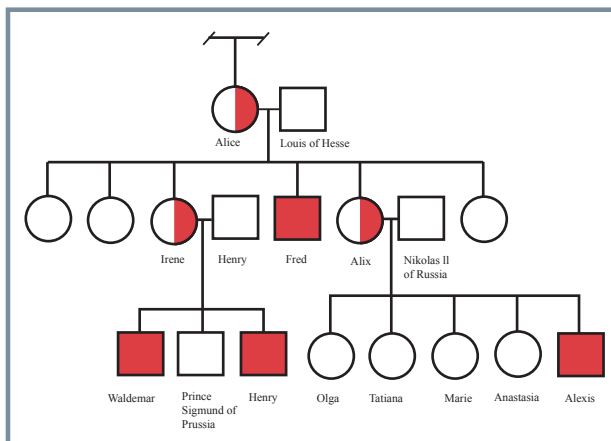 Alice
Louis of Hesse
Irene
Henry
Fred
Alix
Nikolas ll
of Russia
Waldemar
Prince
Sigmund of
Prussia
Henry
Olga
Tatiana
Marie
Anastasia
Alexis